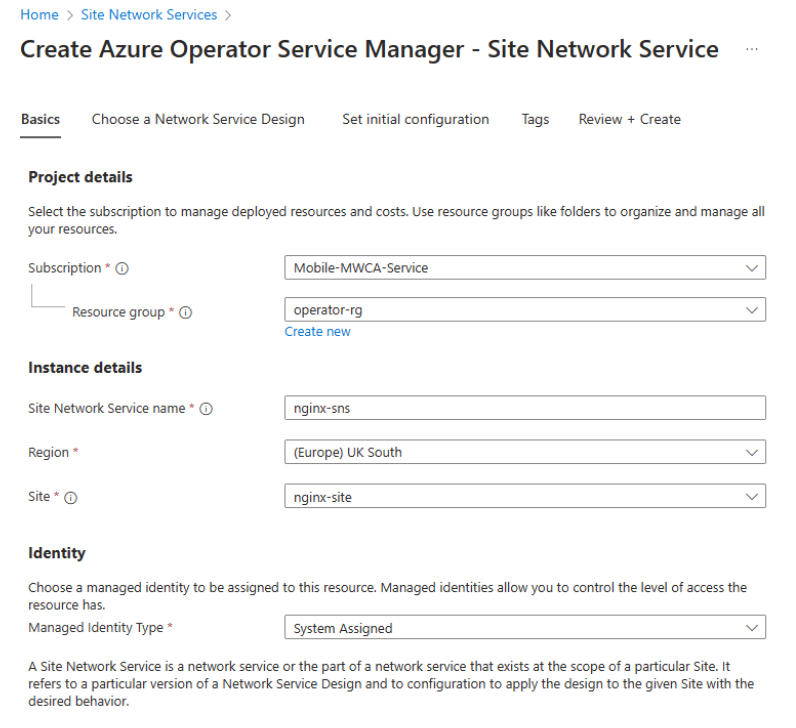 Home > Site Network Services >
Create Azure Operator Service Manager - Site Network Service ...
Basics Choose a Network Service Design Set initial configuration Tags Review + Create
Project details
Select the subscription to manage deployed resources and costs. Use resource groups like folders to organize and manage all
your resources.
Subscription * Mobile-MWCA-Service
Resource group * operator-rg
Create new
Instance details
Site Network Service name * nginx-sns
Region * (Europe) UK South
Site * nginx-site
Identity
Choose a managed identity to be assigned to this resource. Managed identities allow you to control the level of access the
resource has.
Managed Identity Type * System Assigned
A Site Network Service is a network service or the part of a network service that exists at the scope of a particular Site. It
refers to a particular version of a Network Service Design and to configuration to apply the design to the given Site with the
desired behavior.